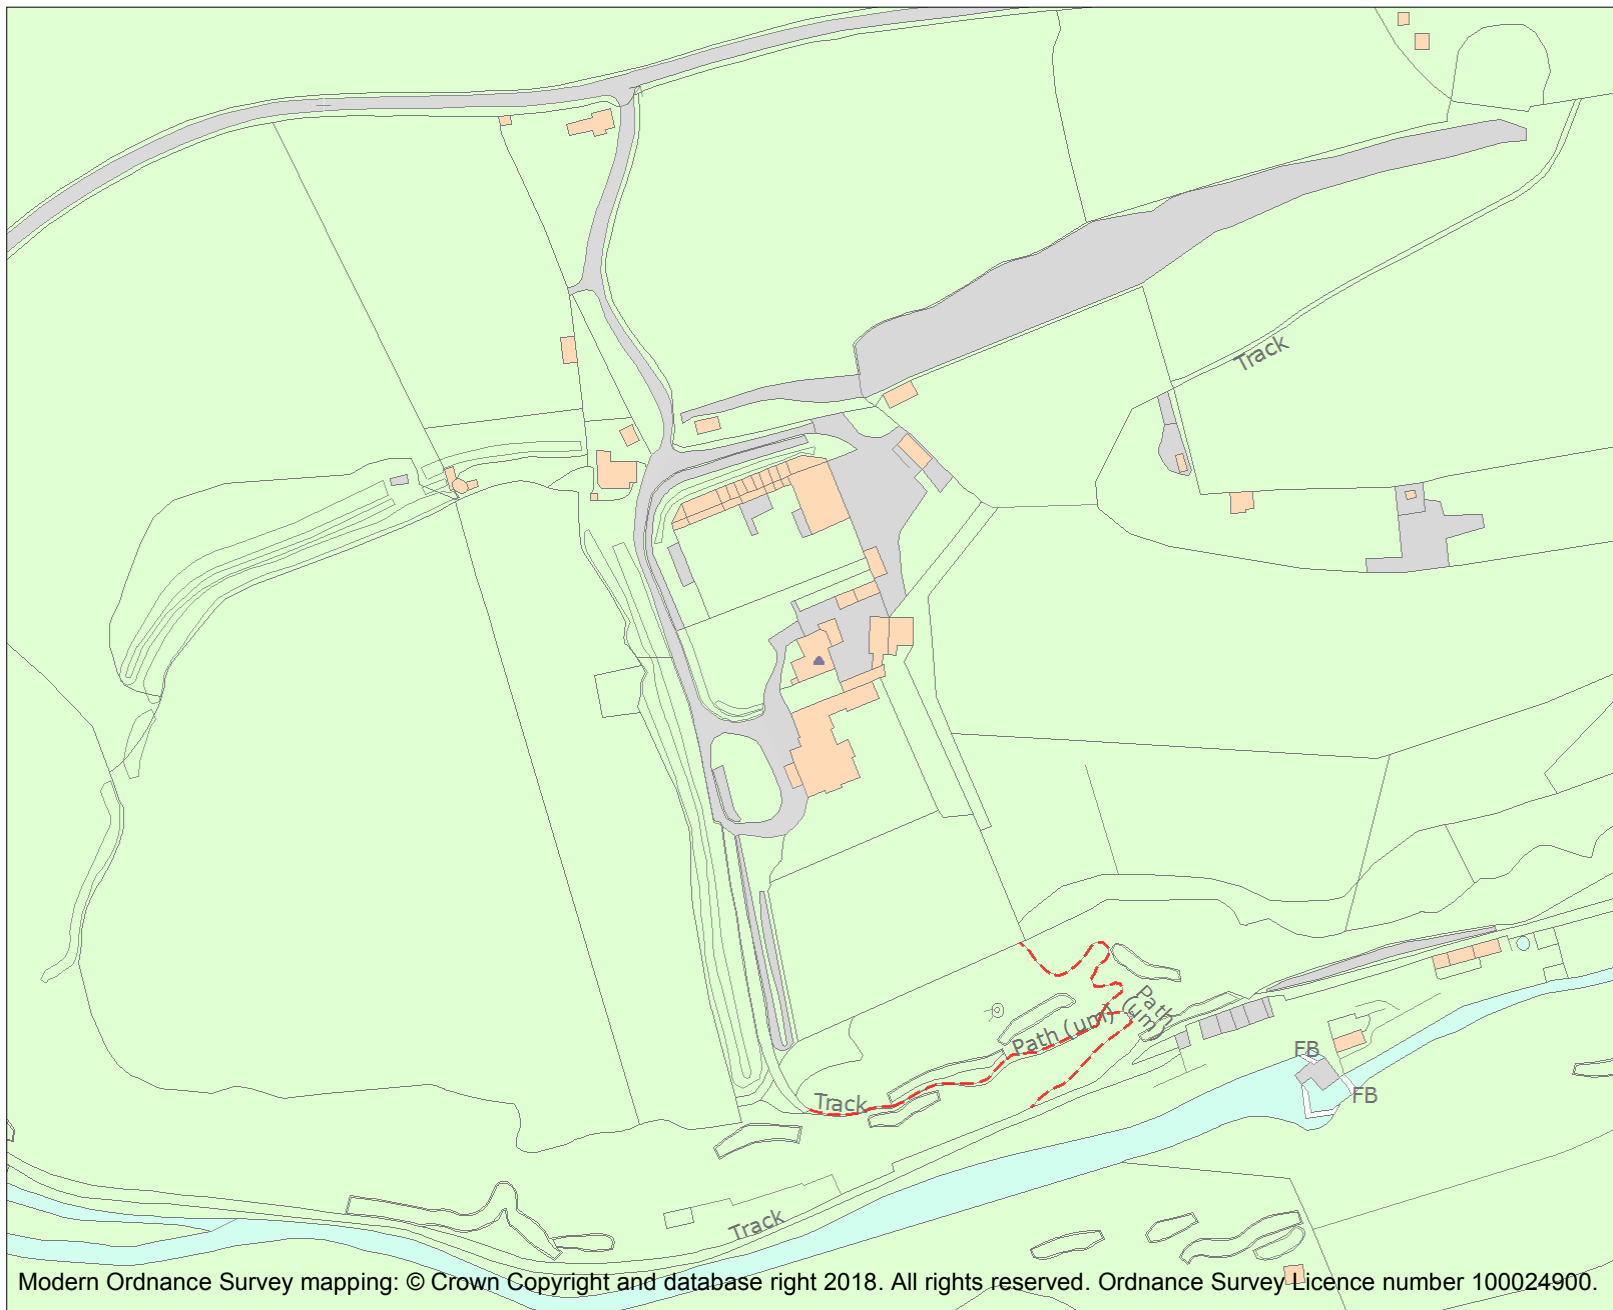 Track
Path
(um)
Path (um)
FB
FB
Track
Track
Modern Ordnance Survey mapping: © Crown Copyright and database right 2018. All rights reserved. Ordnance Survey Licence number 100024900.